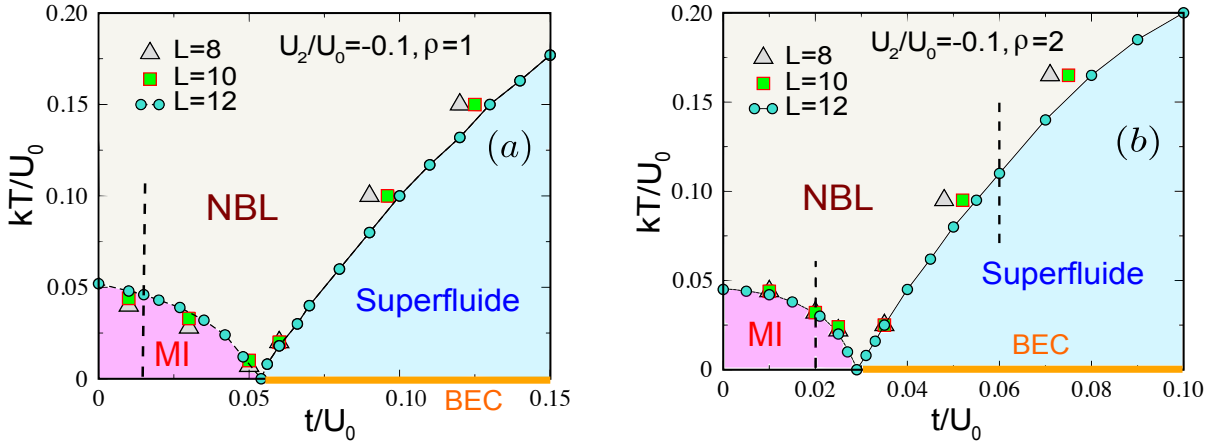 U₂/U₀=-0.1, ρ=1
L=8
L=10
L=12
(a)
NBL
Superfluide
MI
BEC
kT/U₀
0.20
0.15
0.10
0.05
0
0
0.05
0.10
0.15
t/U₀
U₂/U₀=-0.1, ρ=2
L=8
L=10
L=12
(b)
NBL
Superfluide
MI
BEC
kT/U₀
0.20
0.15
0.10
0.05
0
0.00
0.02
0.04
0.06
0.08
0.10
t/U₀